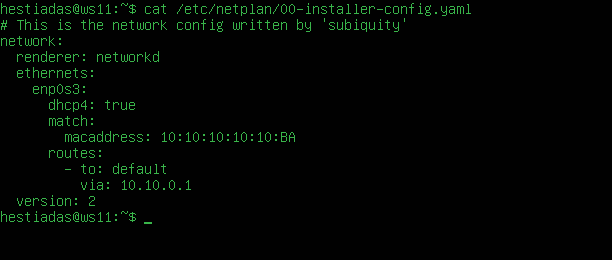 hestiadas@ws11:~$ cat /etc/netplan/00-installer-config.yaml
# This is the network config written by 'subiquity'
network:
  renderer: networkd
  ethernets:
    enp0s3:
      dhcp4: true
      match:
        macaddress: 10:10:10:10:10:BA
      routes:
        - to: default
          via: 10.10.0.1
  version: 2
hestiadas@ws11:~$ _